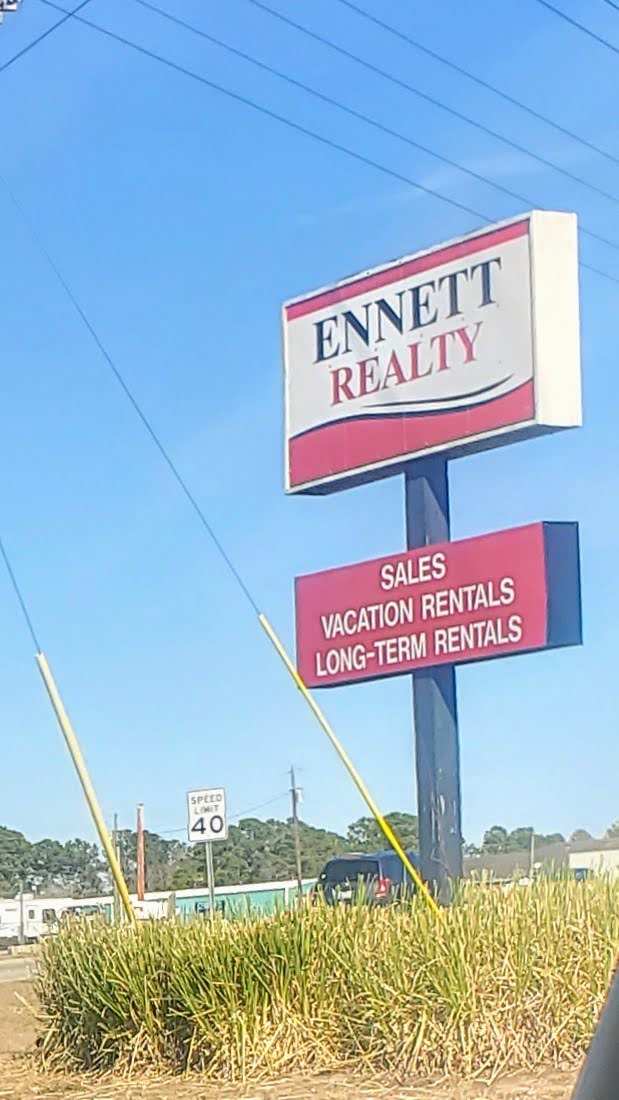 ENNETT
REALTY
SALES
VACATION RENTALS
LONG-TERM RENTALS
SPEED
LIMIT
40